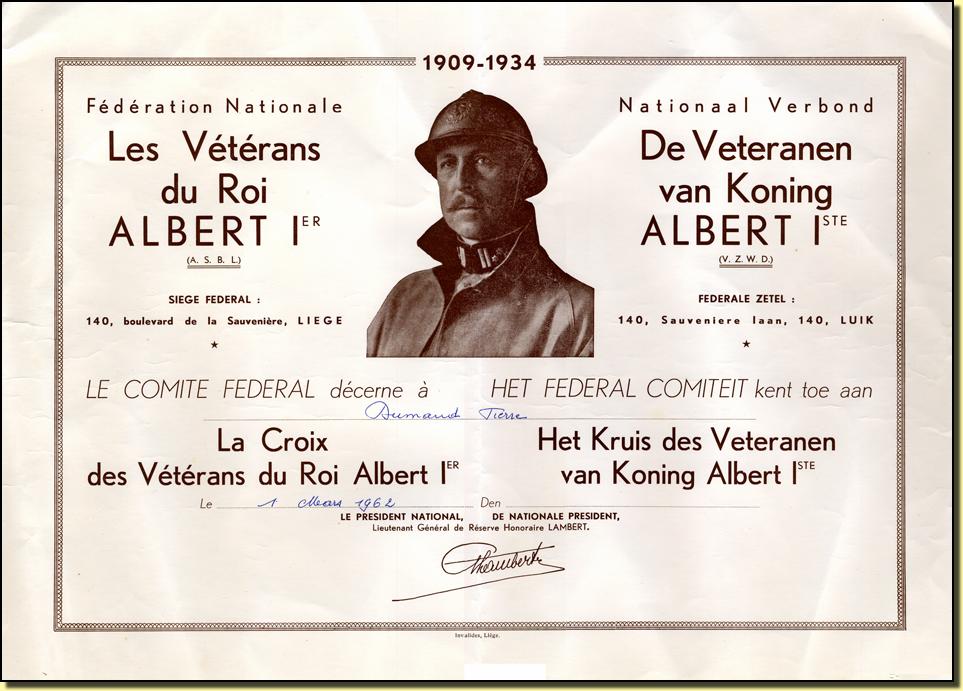 1909-1934
Fédération Nationale
Les Vétérans
du Roi
ALBERT IER
(A. S. B. L.)
SIEGE FEDERAL :
140, boulevard de la Sauvenière, LIEGE
★
Nationaal Verbond
De Veteranen
van Koning
ALBERT ISTE
(V. Z. W. D.)
FEDERALE ZETEL :
140, Sauveniere laan, 140, LUIK
★
LE COMITE FEDERAL décerne à
HET FEDERAL COMITEIT kent toe aan
Pierre
La Croix
des Vétérans du Roi Albert IER
Het Kruis des Veteranen
van Koning Albert ISTE
Le 1 Mars 1962 Den
LE PRESIDENT NATIONAL, DE NATIONALE PRESIDENT,
Lieutenant Général de Réserve Honoraire LAMBERT.
Invalides, Liége.